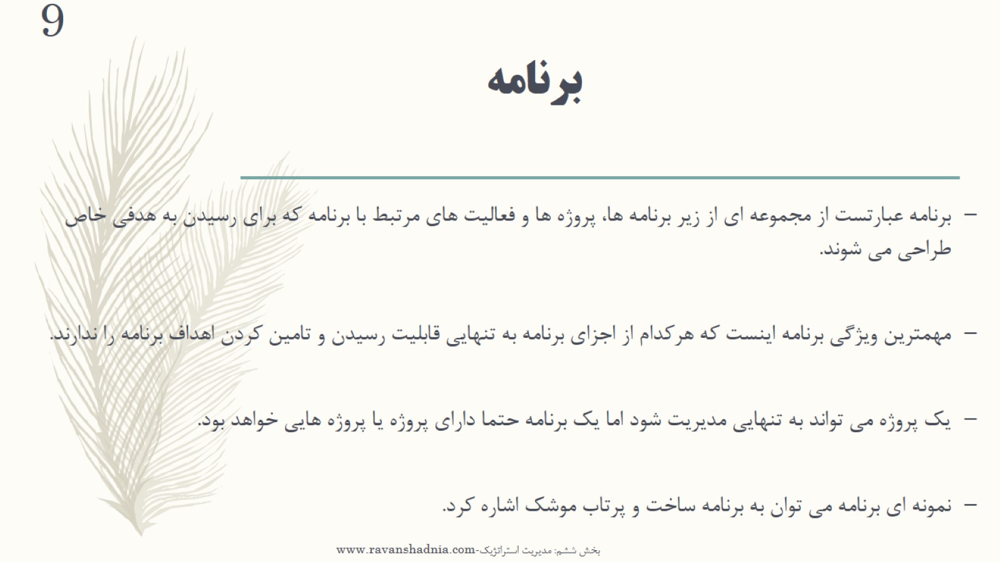 9
برنامه
– برنامه عبارتست از مجموعه ای از زیر برنامه ها، پروژه ها و فعالیت های مرتبط با برنامه که برای رسیدن به هدفی خاص
طراحی می شوند.
– مهمترین ویژگی برنامه اینست که هرکدام از اجزای برنامه به تنهایی قابلیت رسیدن و تامین کردن اهداف برنامه را ندارند.
– یک پروژه می تواند به تنهایی مدیریت شود اما یک برنامه حتما دارای پروژه یا پروژه هایی خواهد بود.
– نمونه ای برنامه می توان به برنامه ساخت و پرتاب موشک اشاره کرد.
بخش ششم: مدیریت استراتژیک-www.ravanshadnia.com